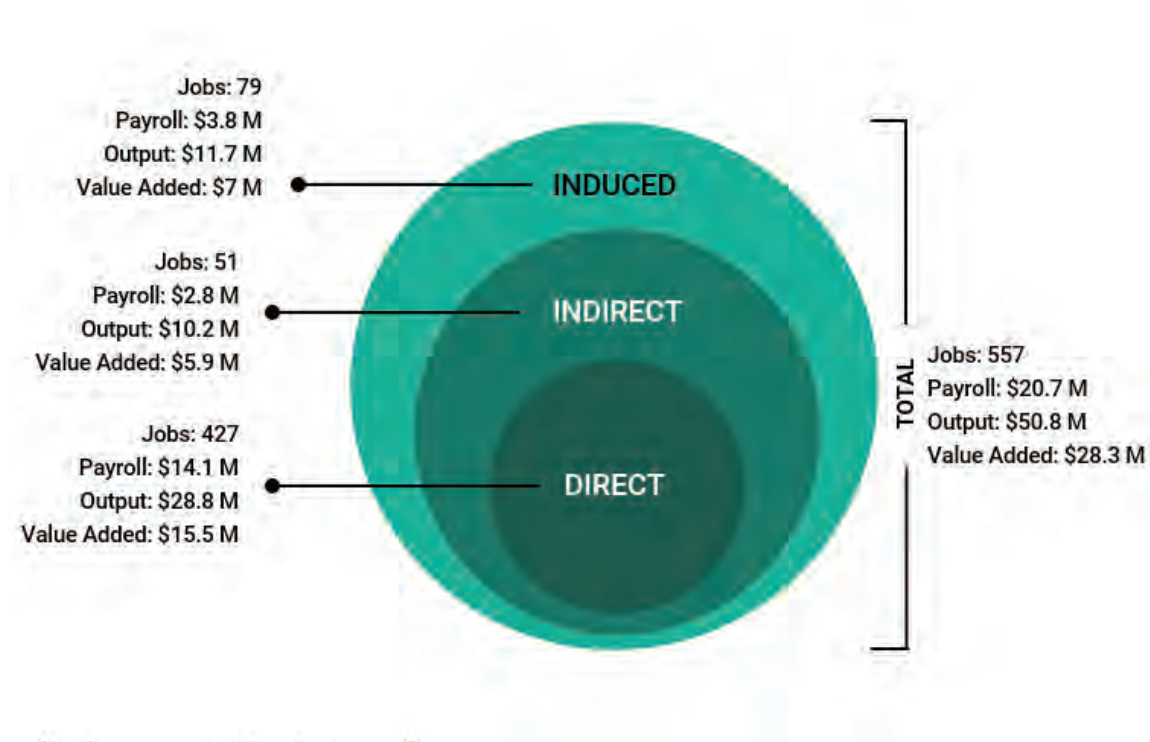 Jobs: 79
Payroll: $3.8 M
Output: $11.7 M
Value Added: $7 M
INDUCED
Jobs: 51
Payroll: $2.8 M
Output: $10.2 M
Value Added: $5.9 M
INDIRECT
Jobs: 427
Payroll: $14.1 M
Output: $28.8 M
Value Added: $15.5 M
DIRECT
TOTAL
Jobs: 557
Payroll: $20.7 M
Output: $50.8 M
Value Added: $28.3 M